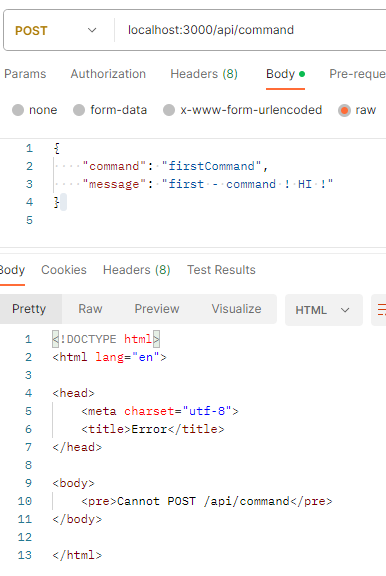 POST localhost:3000/api/command
Params Authorization Headers (8) Body Pre-reque
none form-data x-www-form-urlencoded raw
1 {
2 "command": "firstCommand",
3 "message": "first - command ! HI !"
4 }
5
Body Cookies Headers (8) Test Results
Pretty Raw Preview Visualize HTML
1 <!DOCTYPE html>
2 <html lang="en">
3
4 <head>
5 <meta charset="utf-8">
6 <title>Error</title>
7 </head>
8
9 <body>
10 <pre>Cannot POST /api/command</pre>
11 </body>
12
13 </html>